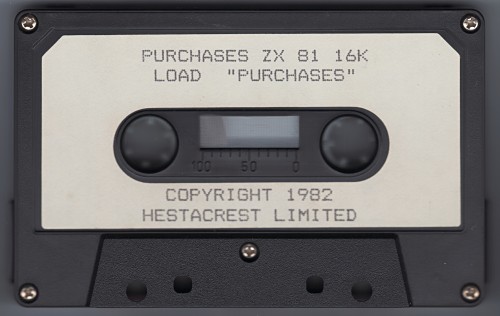 PURCHASES ZX 81 16K
LOAD "PURCHASES"
100 50 0
COPYRIGHT 1982
HESTACREST LIMITED